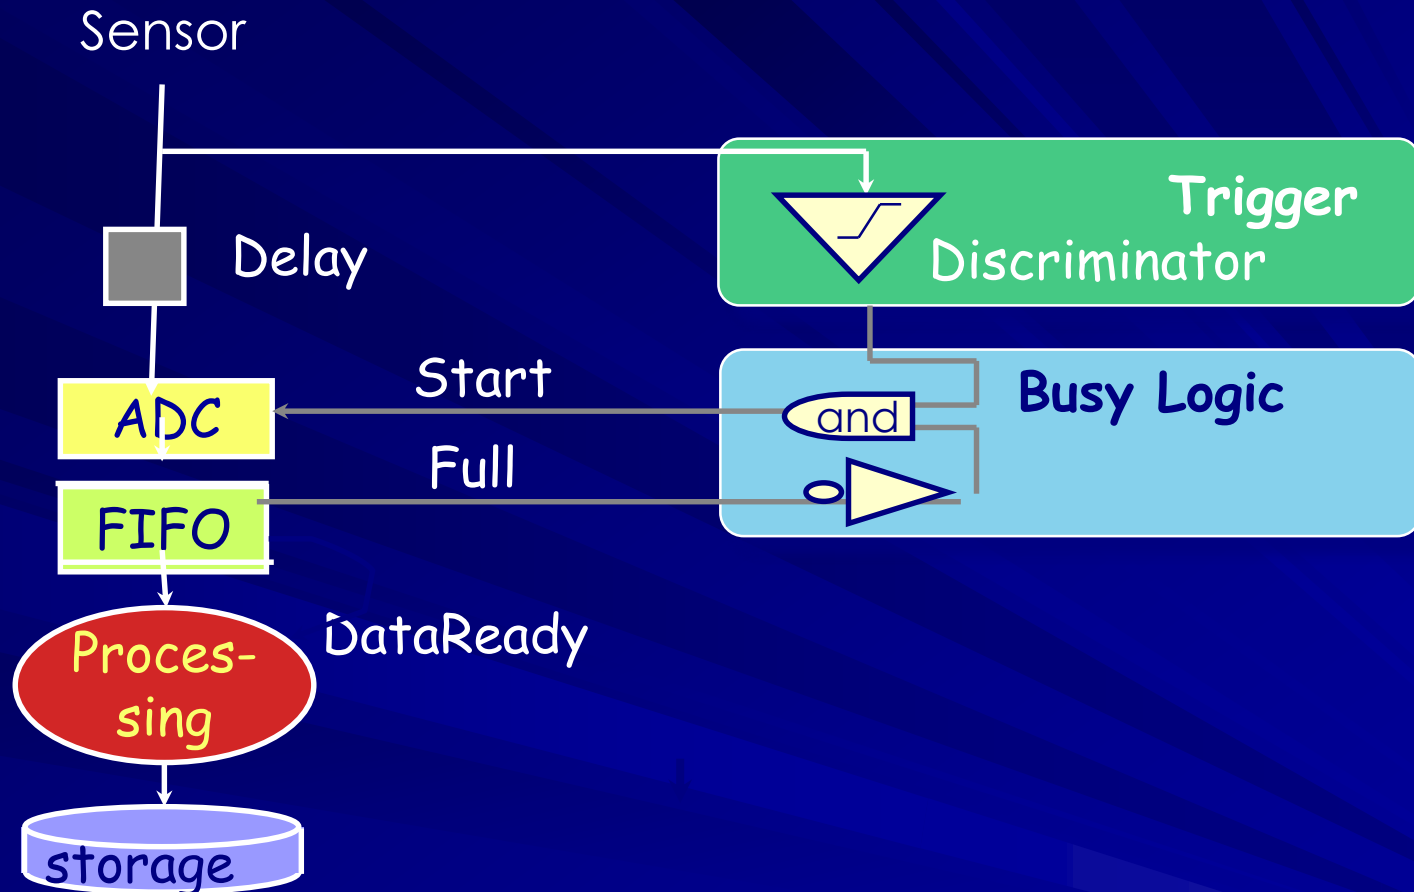 Sensor
Trigger
Delay
Discriminator
Start
Busy Logic
ADC
and
Full
FIFO
DataReady
Proces-
sing
storage